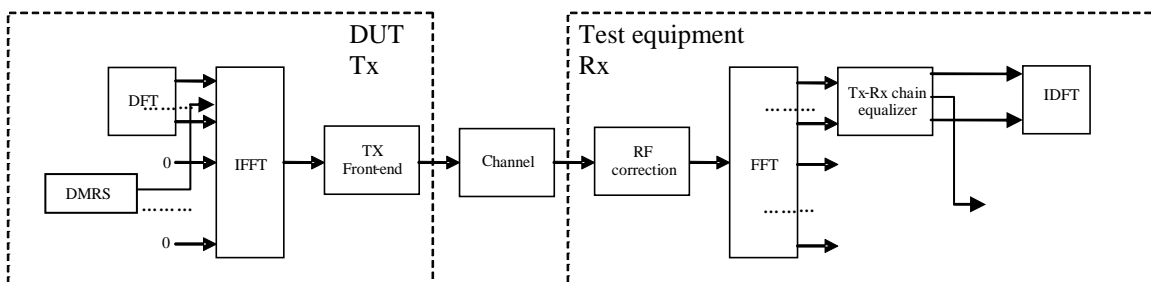 DUT
Tx
Test equipment
Rx
DFT
………
0
DMRS
………
0
IFFT
TX
Front-end
Channel
RF
correction
FFT
………
………
Tx-Rx chain
equalizer
IDFT